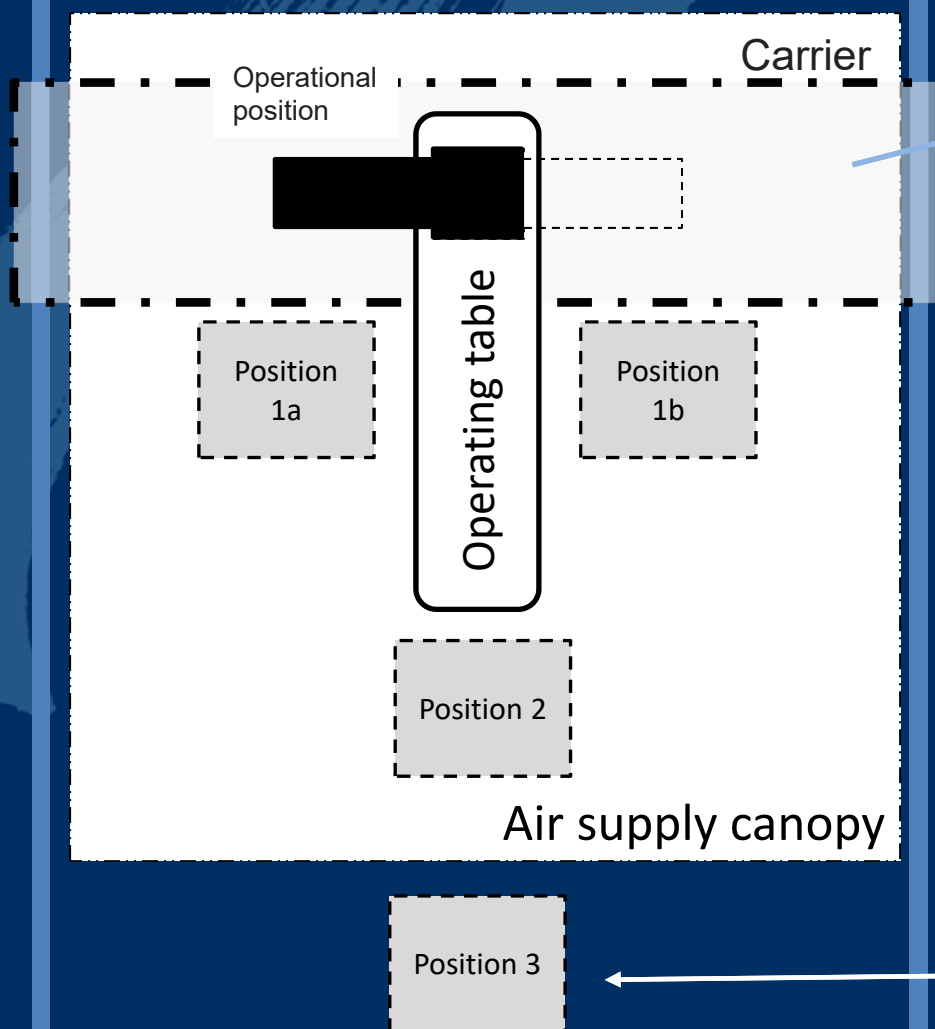 Carrier
Operational
position
Operating table
Position
1a
Position
1b
Position 2
Air supply canopy
Position 3